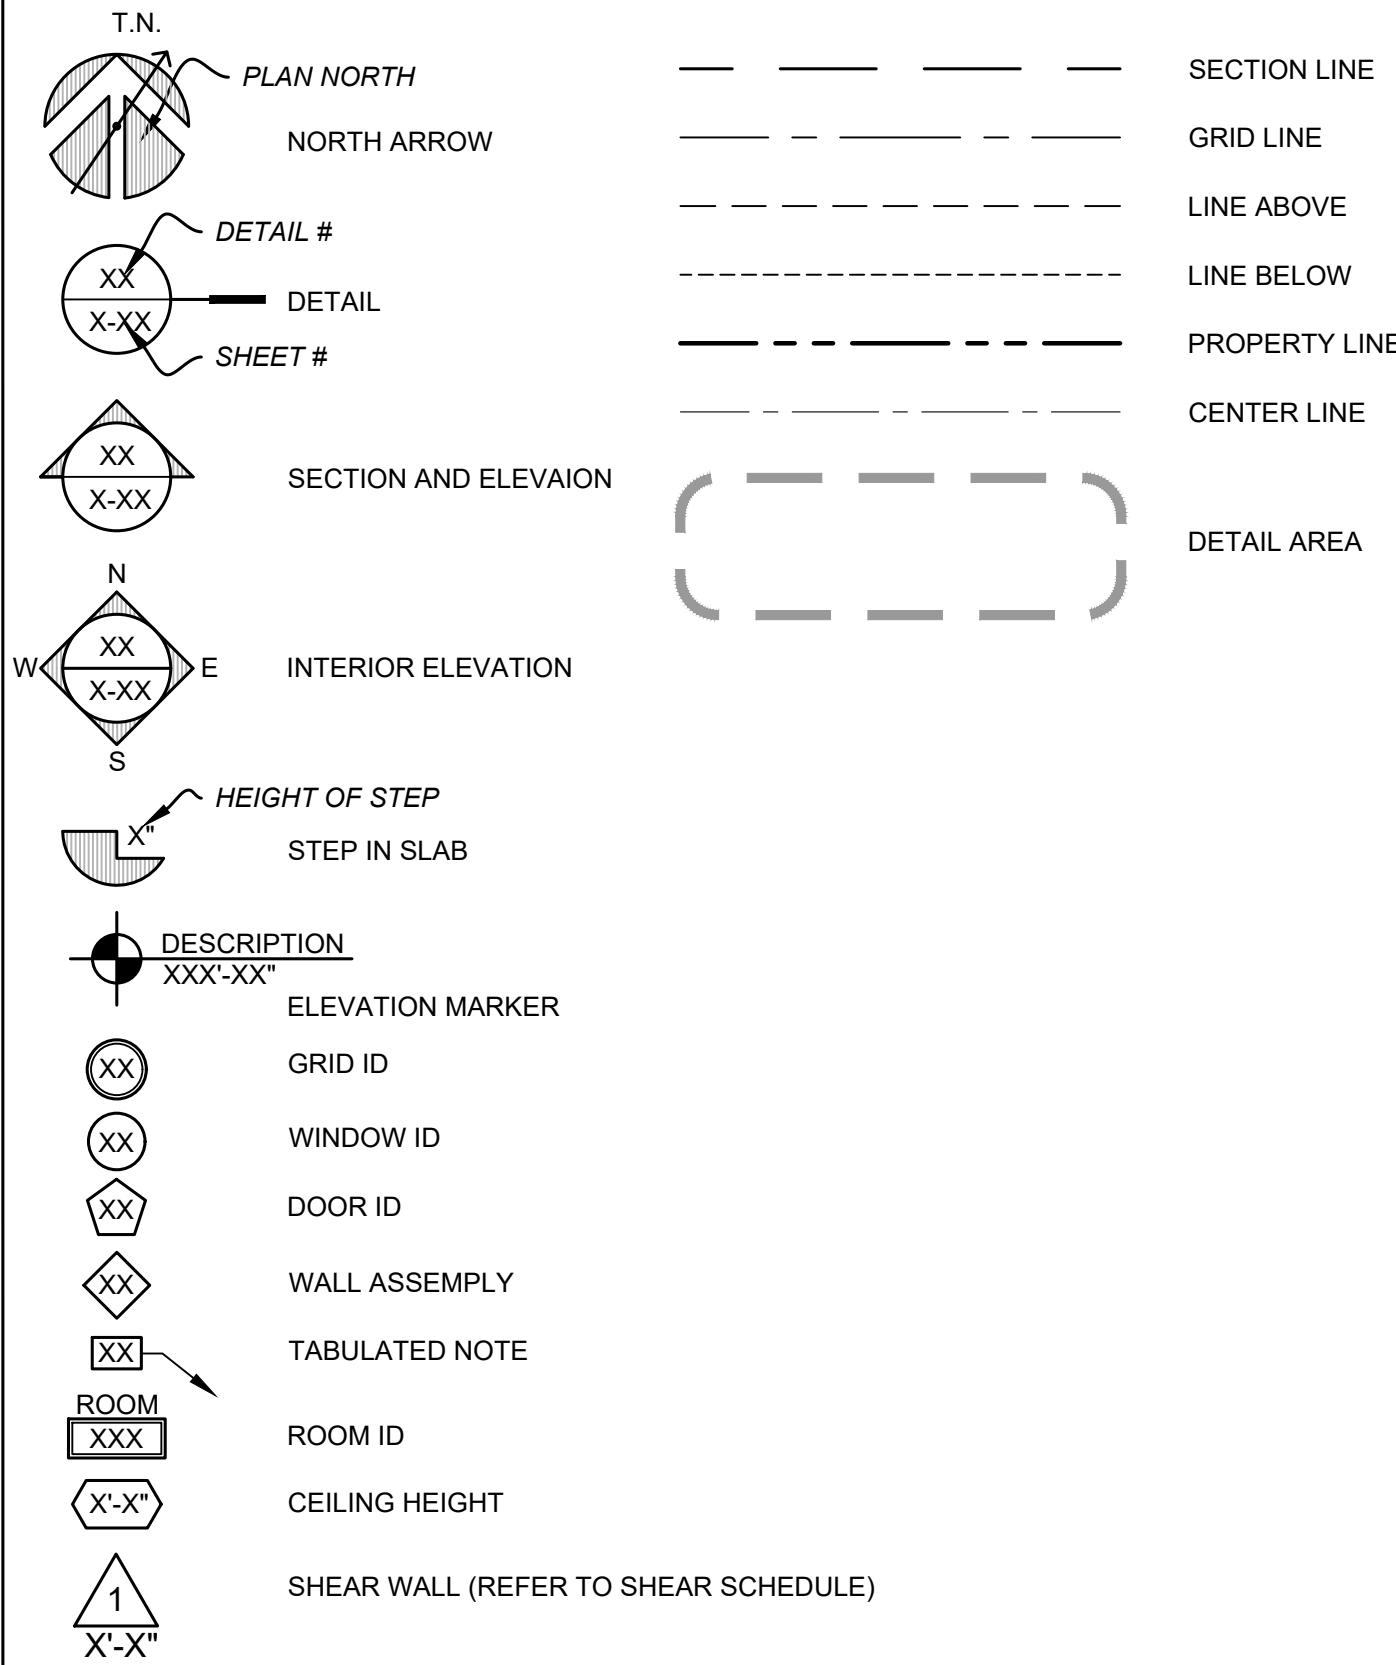 T.N.
PLAN NORTH
NORTH ARROW
DETAIL #
XX
X-XX
DETAIL
SHEET #
XX
X-XX
SECTION AND ELEVAION
N
W
XX
X-XX
E
S
INTERIOR ELEVATION
HEIGHT OF STEP
X"
STEP IN SLAB
DESCRIPTION
XXX'-XX"
ELEVATION MARKER
XX
GRID ID
XX
WINDOW ID
XX
DOOR ID
XX
WALL ASSEMPLY
XX
TABULATED NOTE
ROOM
XXX
ROOM ID
X'-X"
CEILING HEIGHT
1
X'-X"
SHEAR WALL (REFER TO SHEAR SCHEDULE)
SECTION LINE
GRID LINE
LINE ABOVE
LINE BELOW
PROPERTY LINE
CENTER LINE
DETAIL AREA